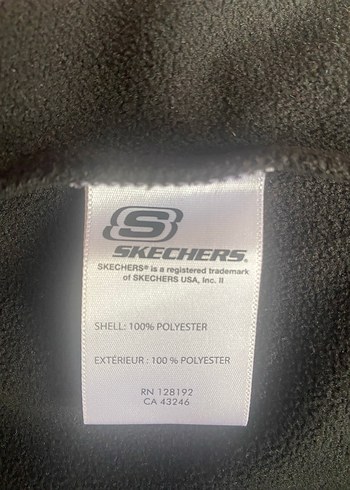 S
SKECHERS.
SKECHERS® is a registered trademark
of SKECHERS USA, Inc. II
SHELL: 100% POLYESTER
EXTÉRIEUR : 100 % POLYESTER
RN 128192
CA 43246